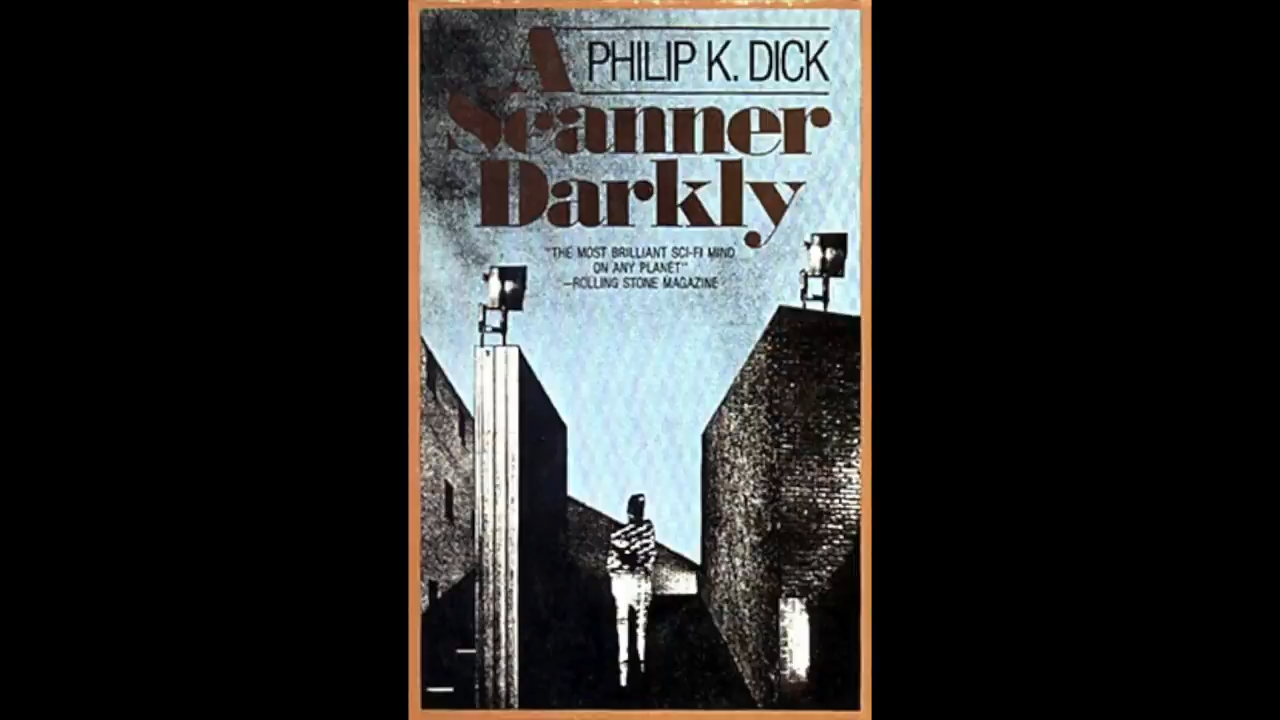 A
PHILIP K. DICK
Scanner
Darkly
"THE MOST BRILLIANT SCI-FI MIND
ON ANY PLANET"
—ROLLING STONE MAGAZINE